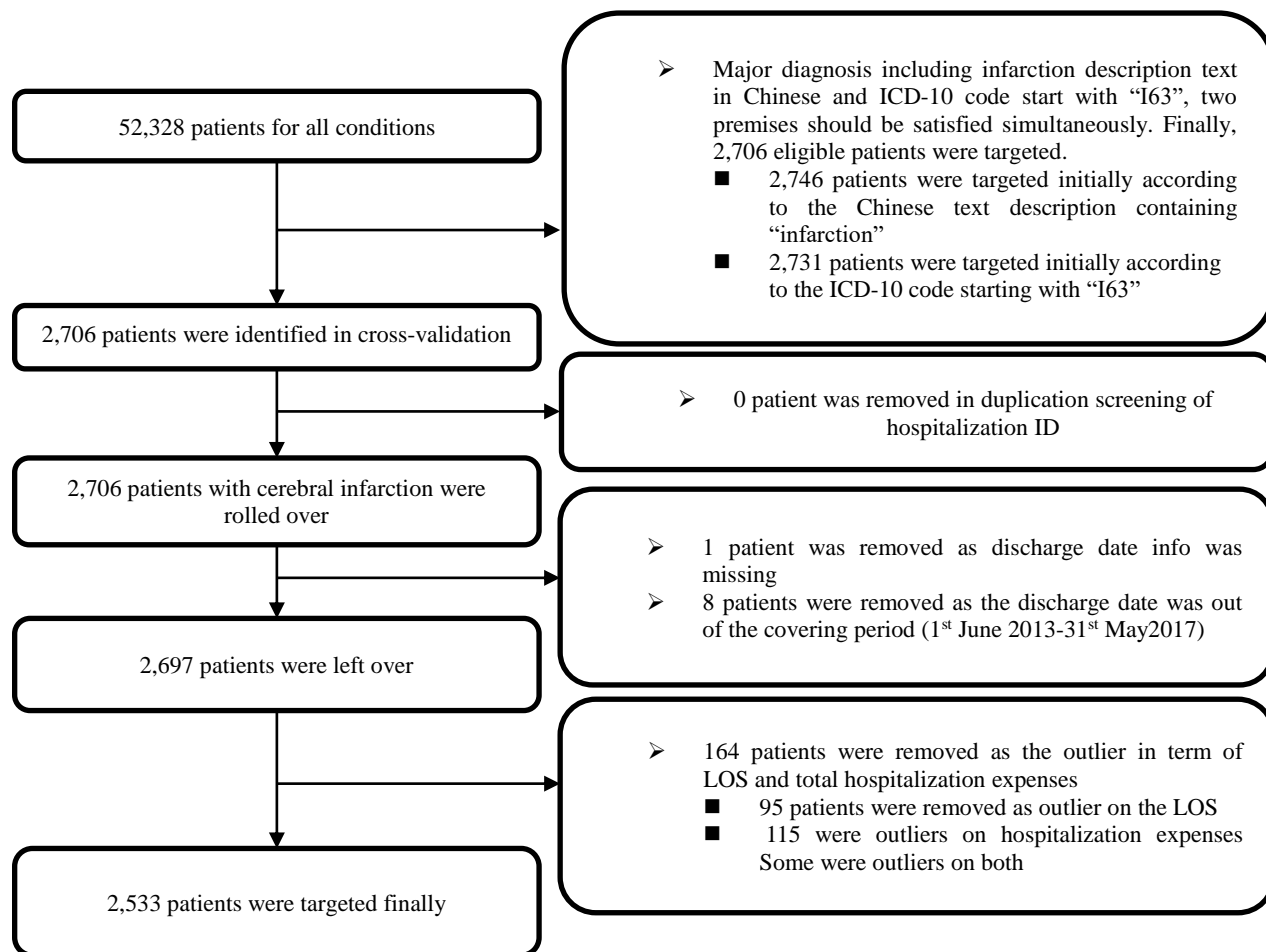 52,328 patients for all conditions
➢ Major diagnosis including infarction description text
in Chinese and ICD-10 code start with “I63”, two
premises should be satisfied simultaneously. Finally,
2,706 eligible patients were targeted.
■ 2,746 patients were targeted initially according
to the Chinese text description containing
“infarction”
■ 2,731 patients were targeted initially according
to the ICD-10 code starting with “I63”
2,706 patients were identified in cross-validation
➢ 0 patient was removed in duplication screening of
hospitalization ID
2,706 patients with cerebral infarction were
rolled over
➢ 1 patient was removed as discharge date info was
missing
➢ 8 patients were removed as the discharge date was out
of the covering period (1st June 2013-31st May2017)
2,697 patients were left over
➢ 164 patients were removed as the outlier in term of
LOS and total hospitalization expenses
■ 95 patients were removed as outlier on the LOS
■ 115 were outliers on hospitalization expenses
Some were outliers on both
2,533 patients were targeted finally